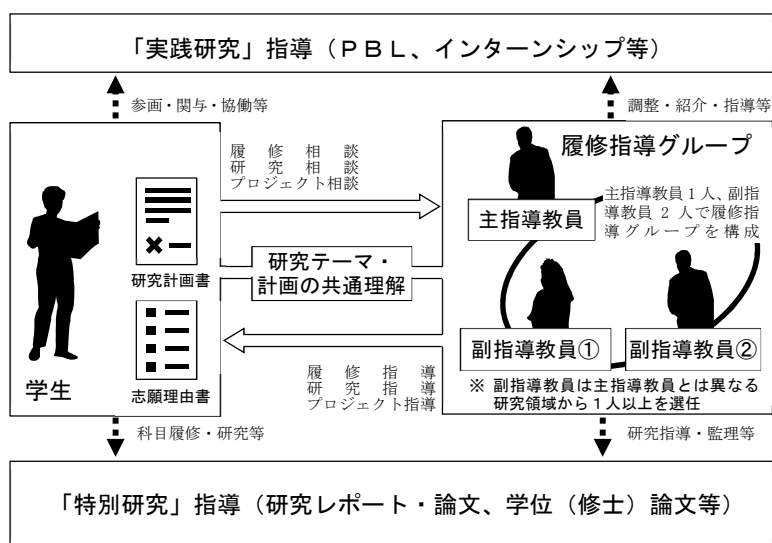 「実践研究」指導（ＰＢＬ、インターンシップ等）
参画・関与・協働等
調整・紹介・指導等
履修相談
研究相談
プロジェクト相談
履修指導グループ
主指導教員１人、副指
導教員２人で履修指
導グループを構成
主指導教員
研究計画書
研究テーマ・
計画の共通理解
副指導教員①
副指導教員②
学生
志願理由書
履修指導
研究指導
プロジェクト指導
※ 副指導教員は主指導教員とは異なる
研究領域から１人以上を選任
科目履修・研究等
研究指導・監理等
「特別研究」指導（研究レポート・論文、学位（修士）論文等）